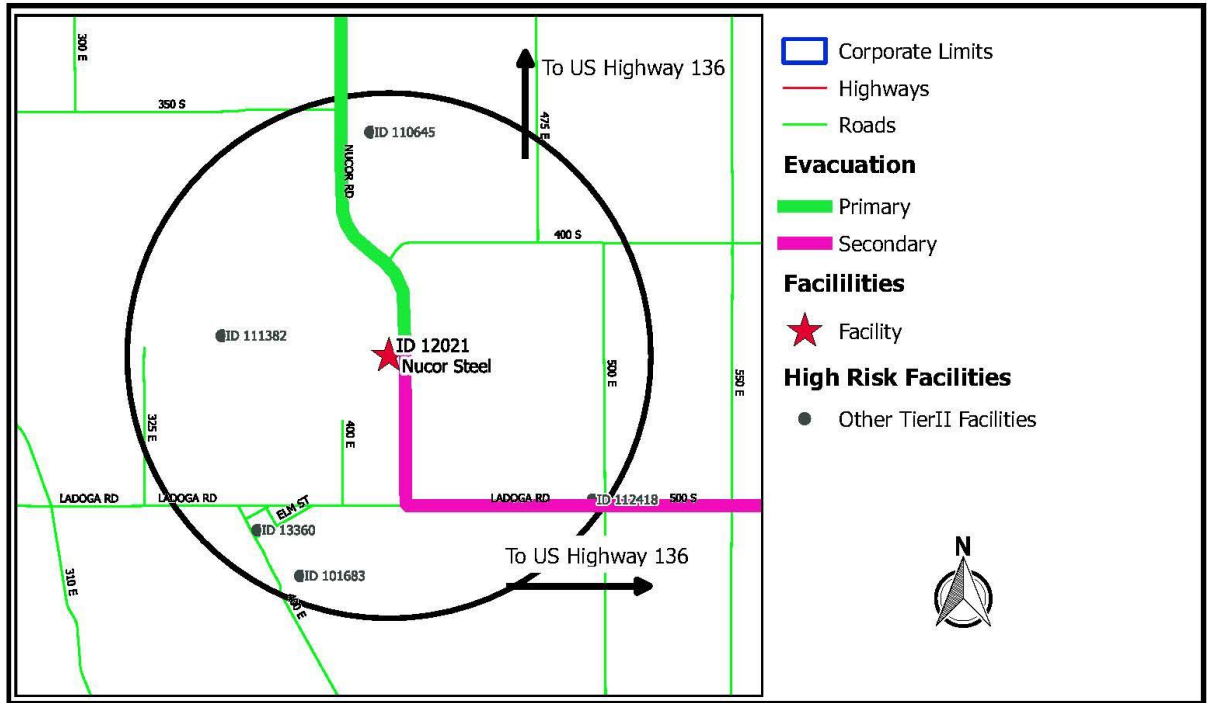 300 E
350 S
To US Highway 136
475 E
ID 110645
NUCOR RD
400 S
ID 111382
ID 12021
Nucor Steel
325 E
400 E
500 E
550 E
LADOGA RD
LADOGA RD
LADOGA RD
ID 112418
500 S
ELM ST
ID 13360
To US Highway 136
ID 101683
310 E
400 E
Corporate Limits
Highways
Roads
Evacuation
Primary
Secondary
Facililities
Facility
High Risk Facilities
Other TierII Facilities
N